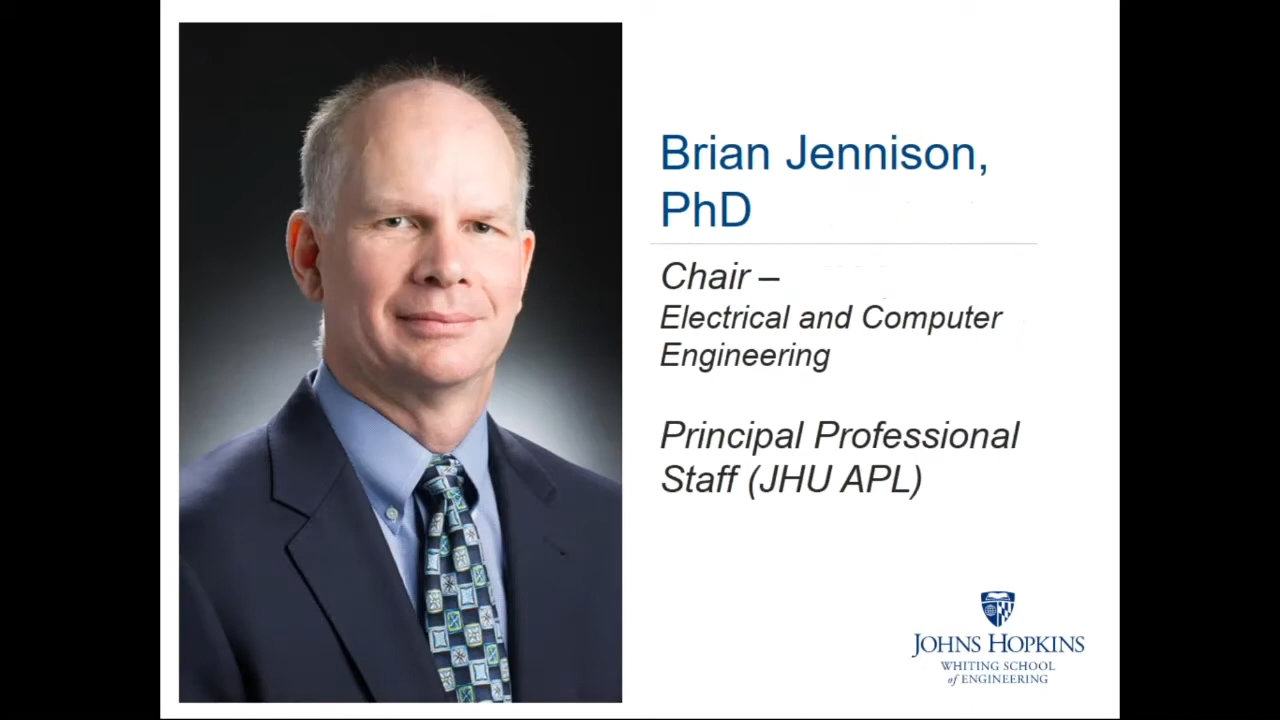 Brian Jennison,
PhD
Chair –
Electrical and Computer
Engineering
Principal Professional
Staff (JHU APL)
JOHNS HOPKINS
WHITING SCHOOL
of ENGINEERING